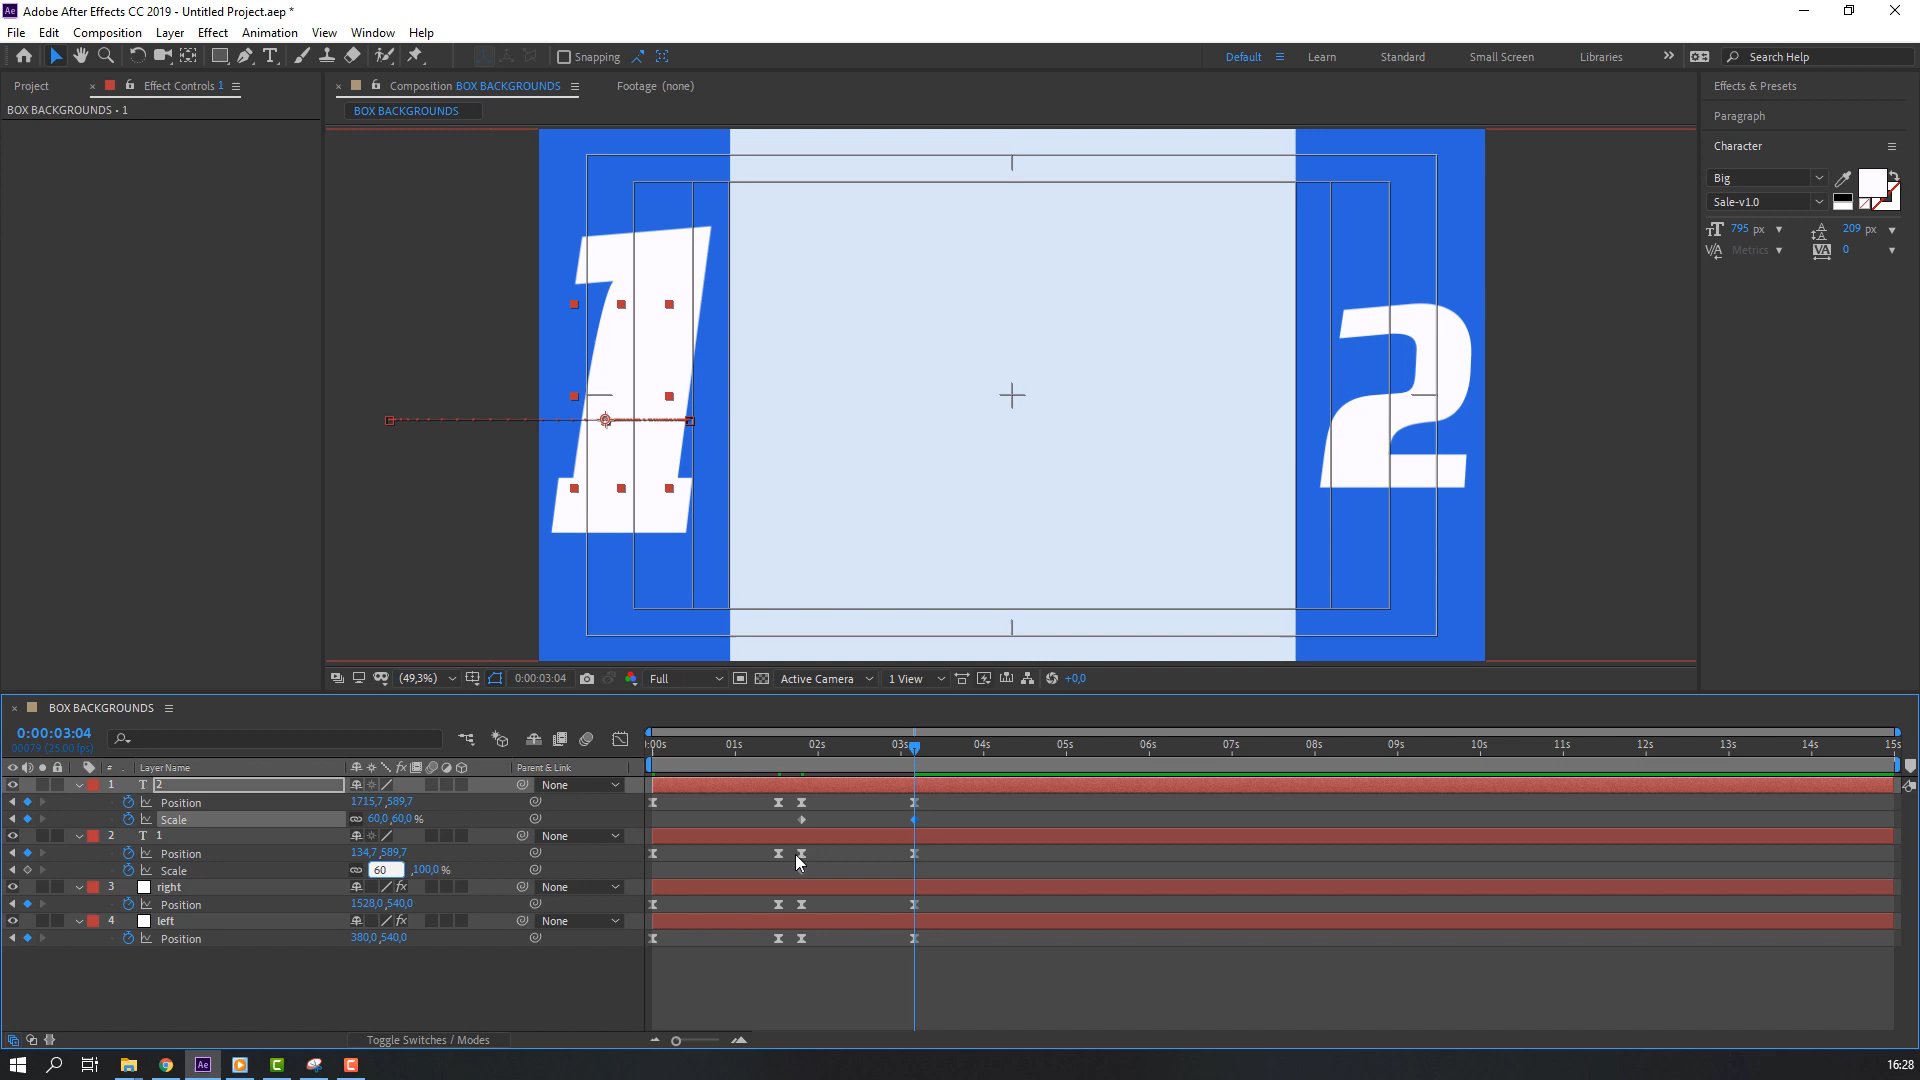 Adobe After Effects CC 2019 - Untitled Project.aep *
File Edit Composition Layer Effect Animation View Window Help
Snapping
Default Learn Standard Small Screen Libraries Search Help
Project Effect Controls 1 Composition BOX BACKGROUNDS Footage (none)
BOX BACKGROUNDS • 1
BOX BACKGROUNDS
Effects & Presets
Paragraph
Character
Big
Sale-v1.0
795 px 209 px
Metrics 0
1 2
(49,3%) 0:00:03:04 Full Active Camera 1 View +0,0
BOX BACKGROUNDS
0:00:03:04
00079 (25.00 fps)
:00s 01s 02s 03s 04s 05s 06s 07s 08s 09s 10s 11s 12s 13s 14s 15s
# Layer Name Parent & Link
1 T 2 None
Position 1715,7,589,7
Scale 60,0,60,0 %
2 T 1 None
Position 134,7,589,7
Scale 60 ,100,0 %
3 right None
Position 1528,0,540,0
4 left None
Position 380,0,540,0
Toggle Switches / Modes
16:28